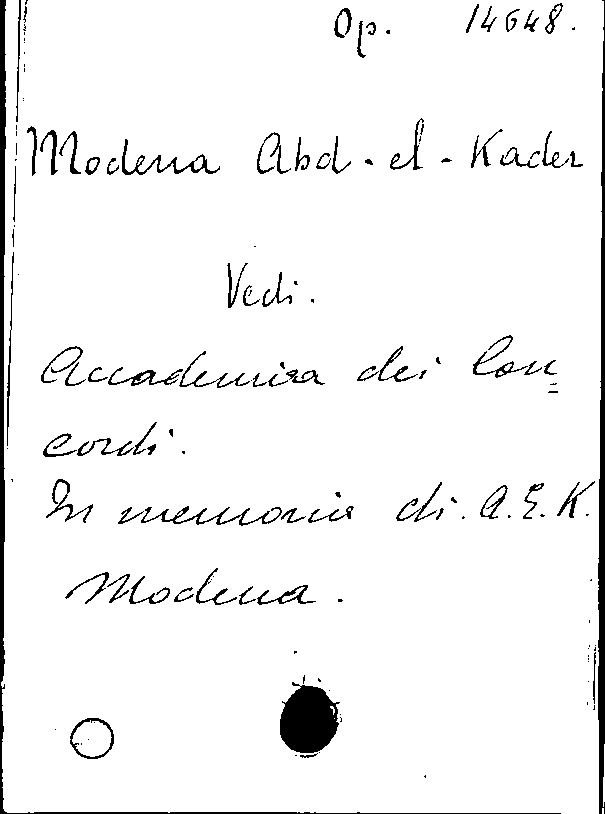 Op. 14648.
Modena Abd-el-Kader
Vedi.
Accademia dei Con=
cordi.
In memoria di A.E.K.
Modena.